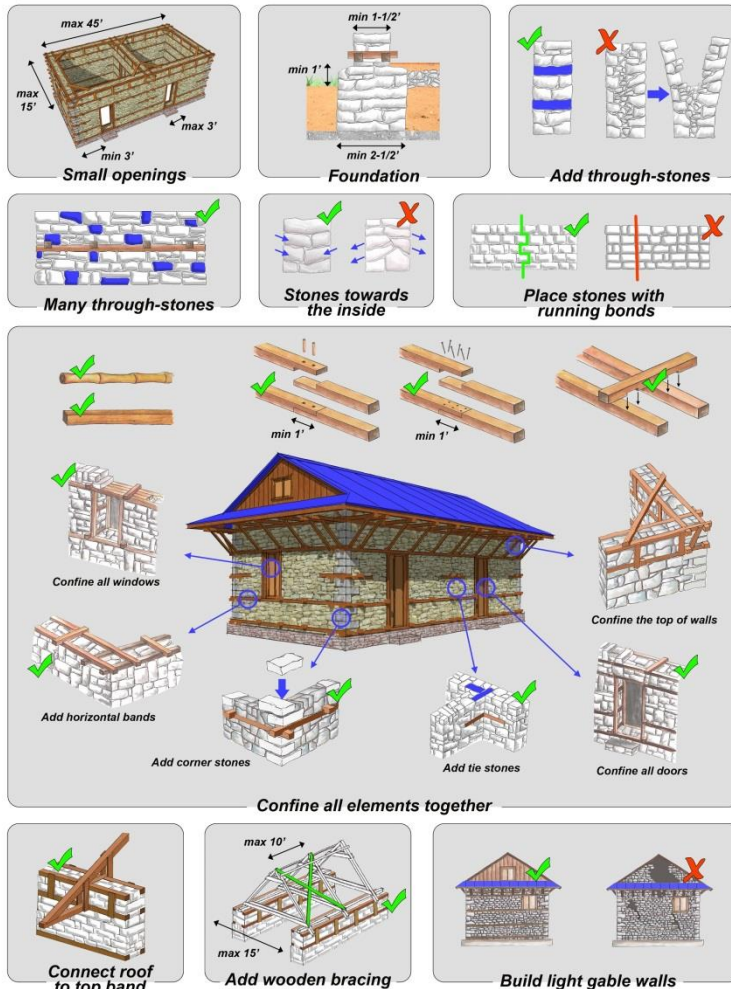 max 45'
max 15'
max 3'
min 3'
Small openings
min 1-1/2'
min 1'
min 2-1/2'
Foundation
Add through-stones
Many through-stones
Stones towards
the inside
Place stones with
running bonds
min 1'
min 1'
Confine all windows
Confine the top of walls
Add horizontal bands
Add corner stones
Add tie stones
Confine all doors
Confine all elements together
Connect roof
to top band
max 10'
max 15'
Add wooden bracing
Build light gable walls